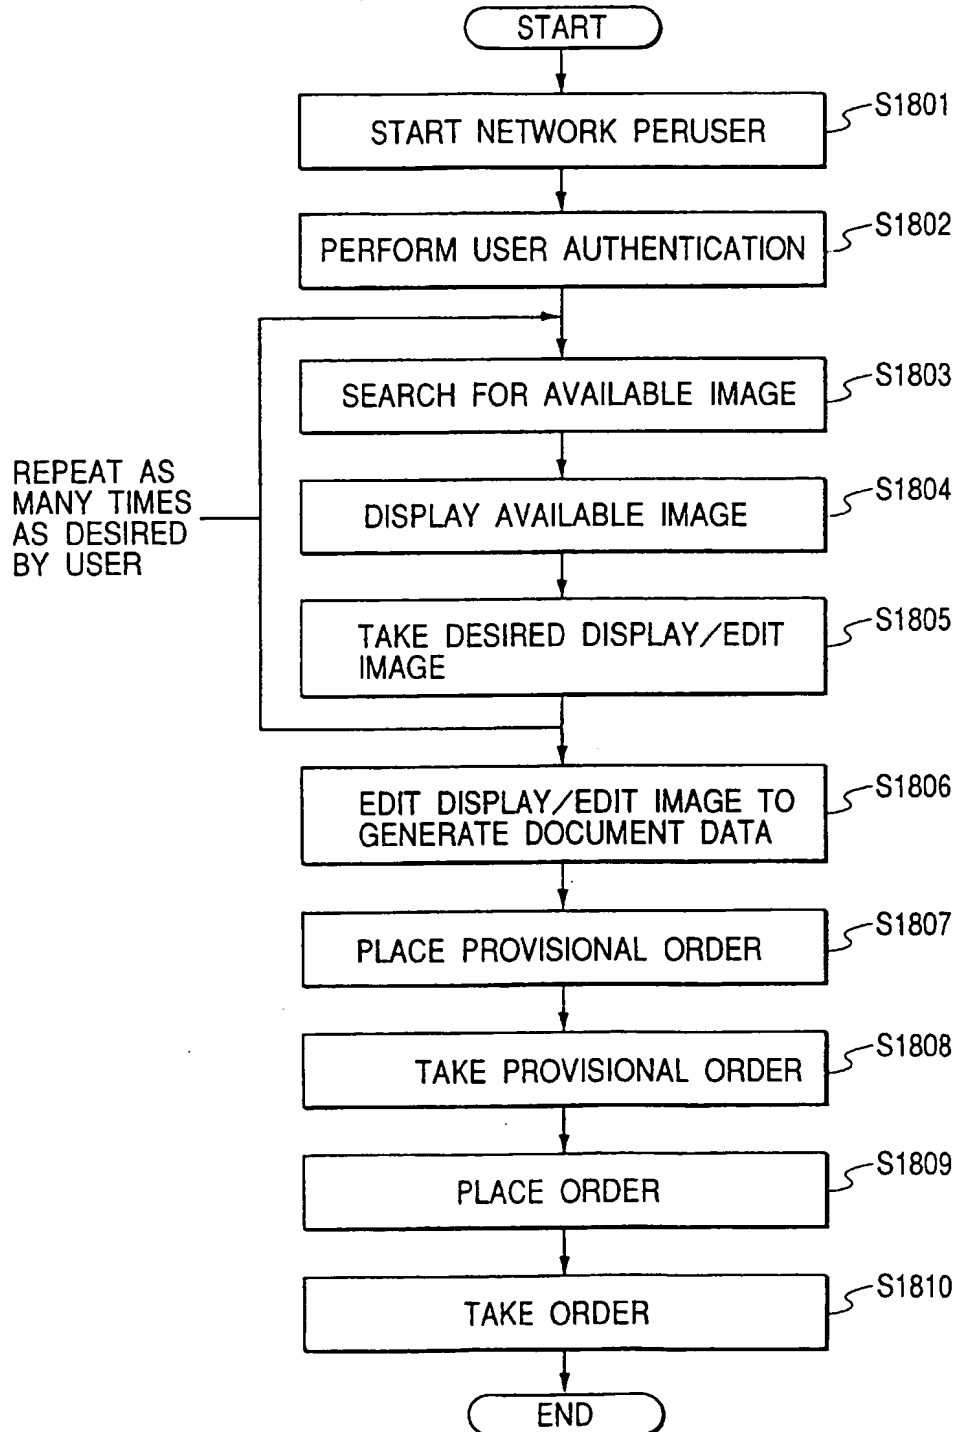 START
START NETWORK PERUSER
S1801
PERFORM USER AUTHENTICATION
S1802
SEARCH FOR AVAILABLE IMAGE
S1803
REPEAT AS
MANY TIMES
AS DESIRED
BY USER
DISPLAY AVAILABLE IMAGE
S1804
TAKE DESIRED DISPLAY/EDIT
IMAGE
S1805
EDIT DISPLAY/EDIT IMAGE TO
GENERATE DOCUMENT DATA
S1806
PLACE PROVISIONAL ORDER
S1807
TAKE PROVISIONAL ORDER
S1808
PLACE ORDER
S1809
TAKE ORDER
S1810
END